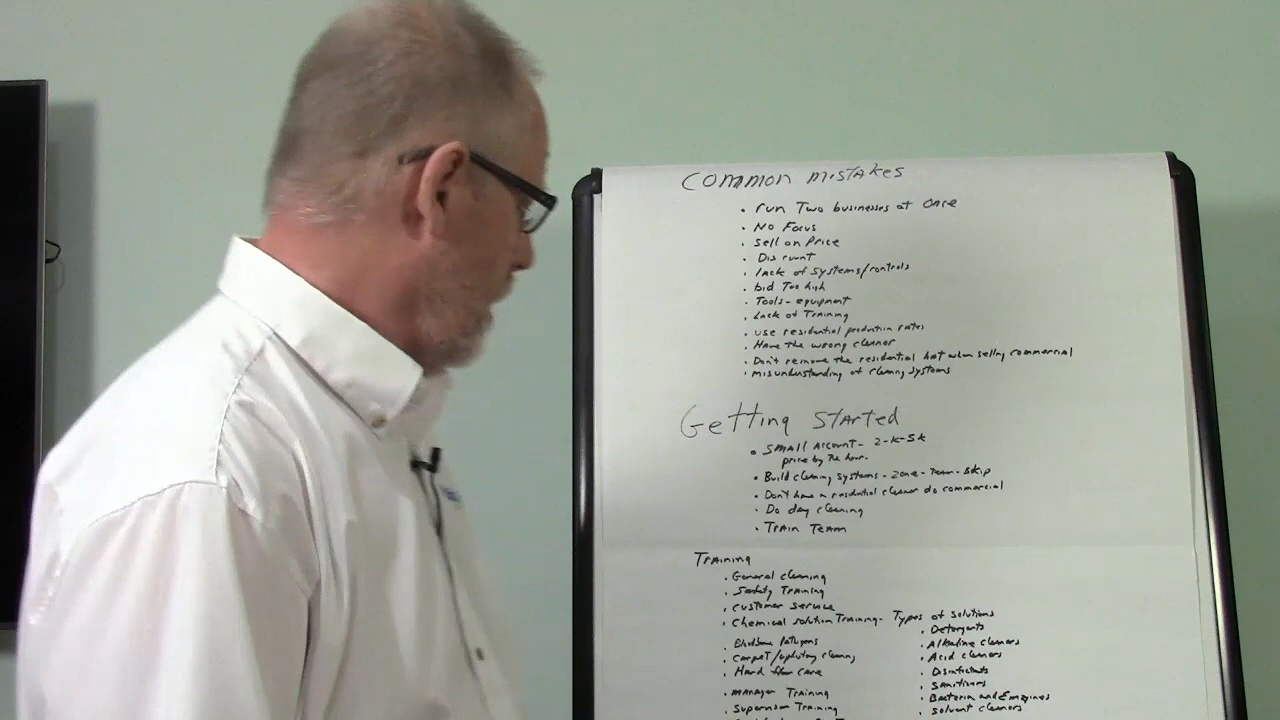 Common mistakes
• run Two businesses at once
• No Focus
• Sell on Price
• Discount
• lack of systems/controls
• bid Too high
• Tools - equipment
• Lack of Training
• use residential production rates
• Have the wrong cleaner
• Don't remove the residential hat when selling commercial
• misunderstanding of cleaning systems
Getting Started
• SMALL Account - 2-K-5k
price by the hour.
• Build cleaning systems - Zone - Team - Skip
• Don't have a residential cleaner do commercial
• Do day cleaning
• Train Team
Training
• General cleaning
• Safety Training
• customer service
• Chemical solution Training - Types of solutions
• Detergents
• Alkaline cleaners
• Acid cleaners
• Disinfectants
• Sanitizers
• Bacteria and Enzymes
• Solvent cleaners
• Carpet/upholstery cleaning
• Hard floor care
• manager Training
• Supervisor Training